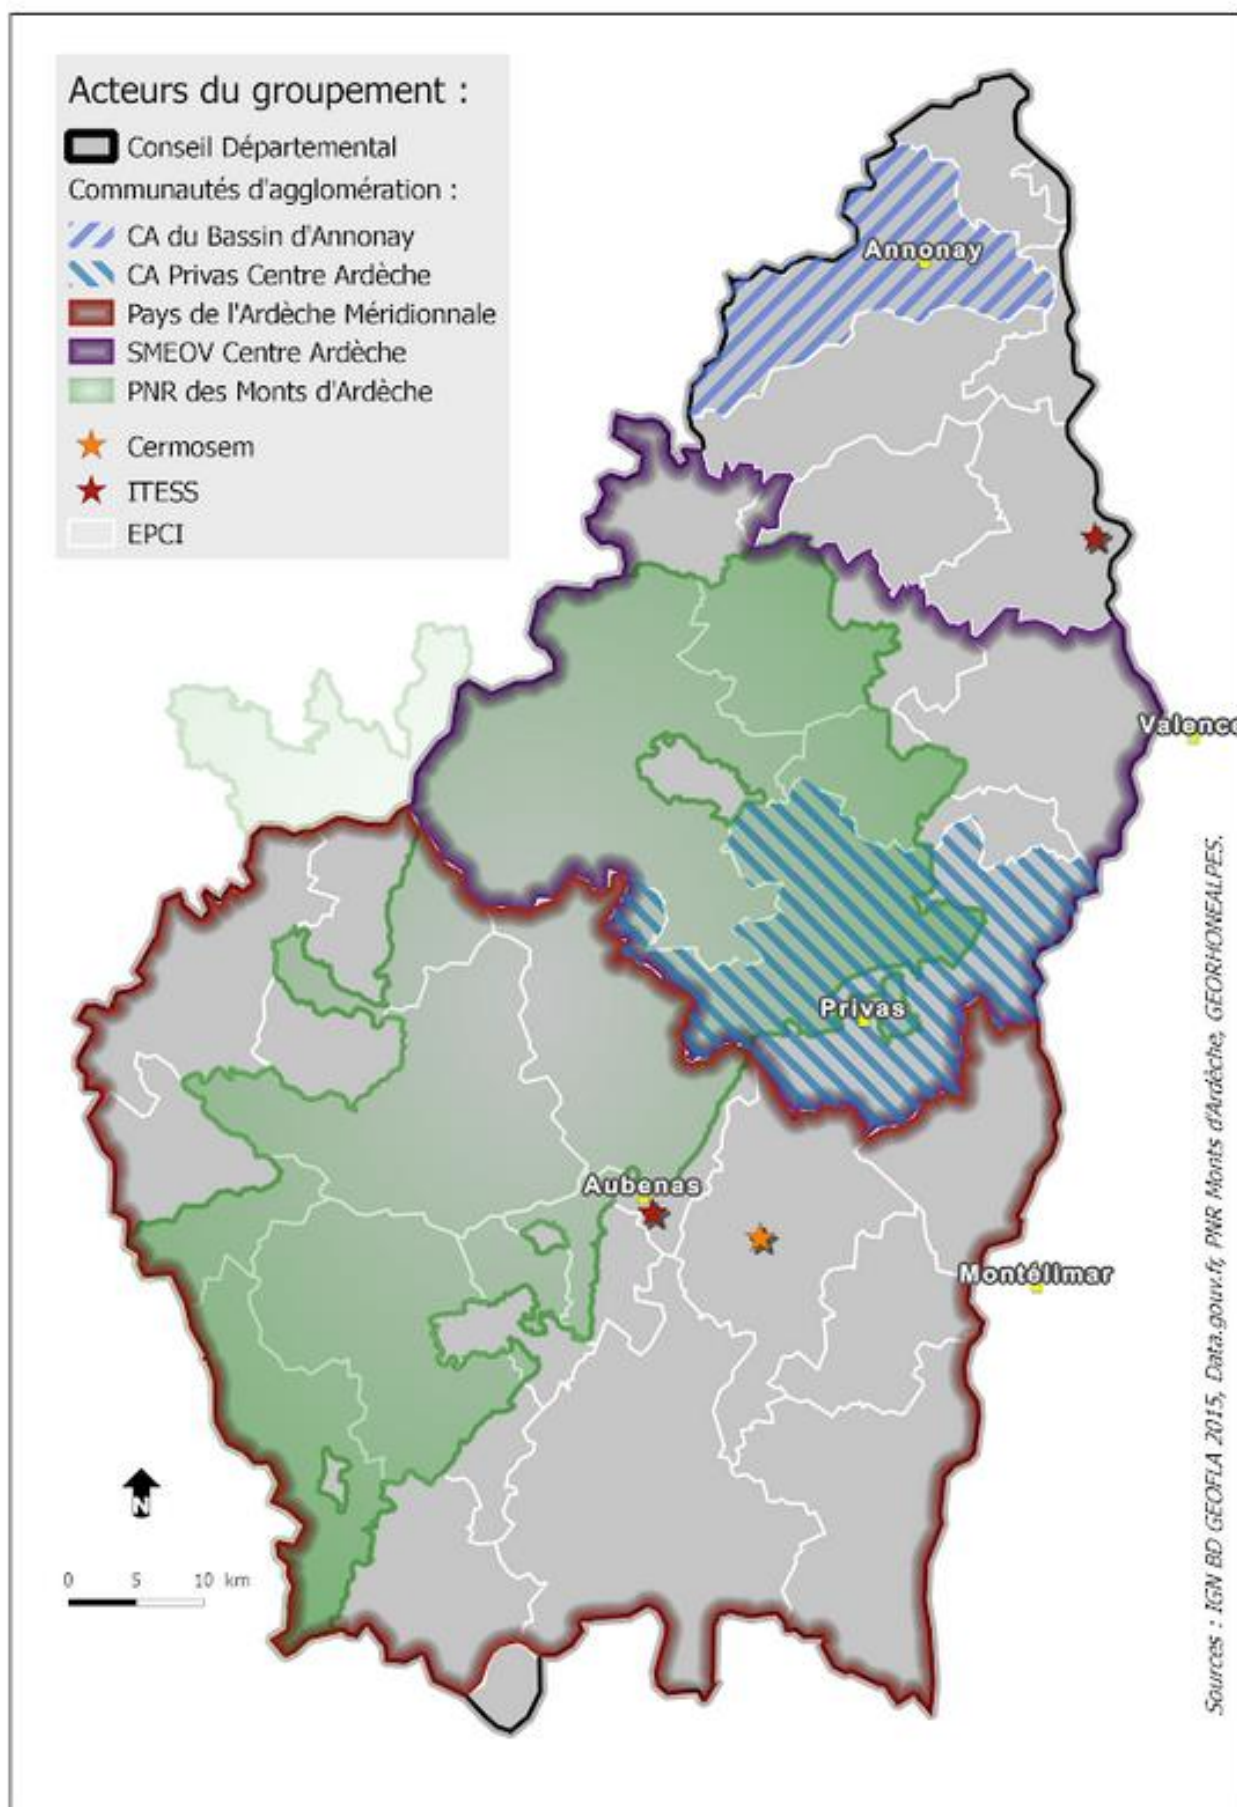 Acteurs du groupement :
Conseil Départemental
Communautés d'agglomération :
CA du Bassin d'Annonay
CA Privas Centre Ardèche
Pays de l'Ardèche Méridionnale
SMEOV Centre Ardèche
PNR des Monts d'Ardèche
Cermosem
ITESS
EPCI
Annonay
Valence
Privas
Aubenas
Montélimar
N
0 5 10 km
Sources : IGN BD GEOFLA 2015, Data.gouv.fr, PNR Monts d'Ardèche, GEORHONEALPES.